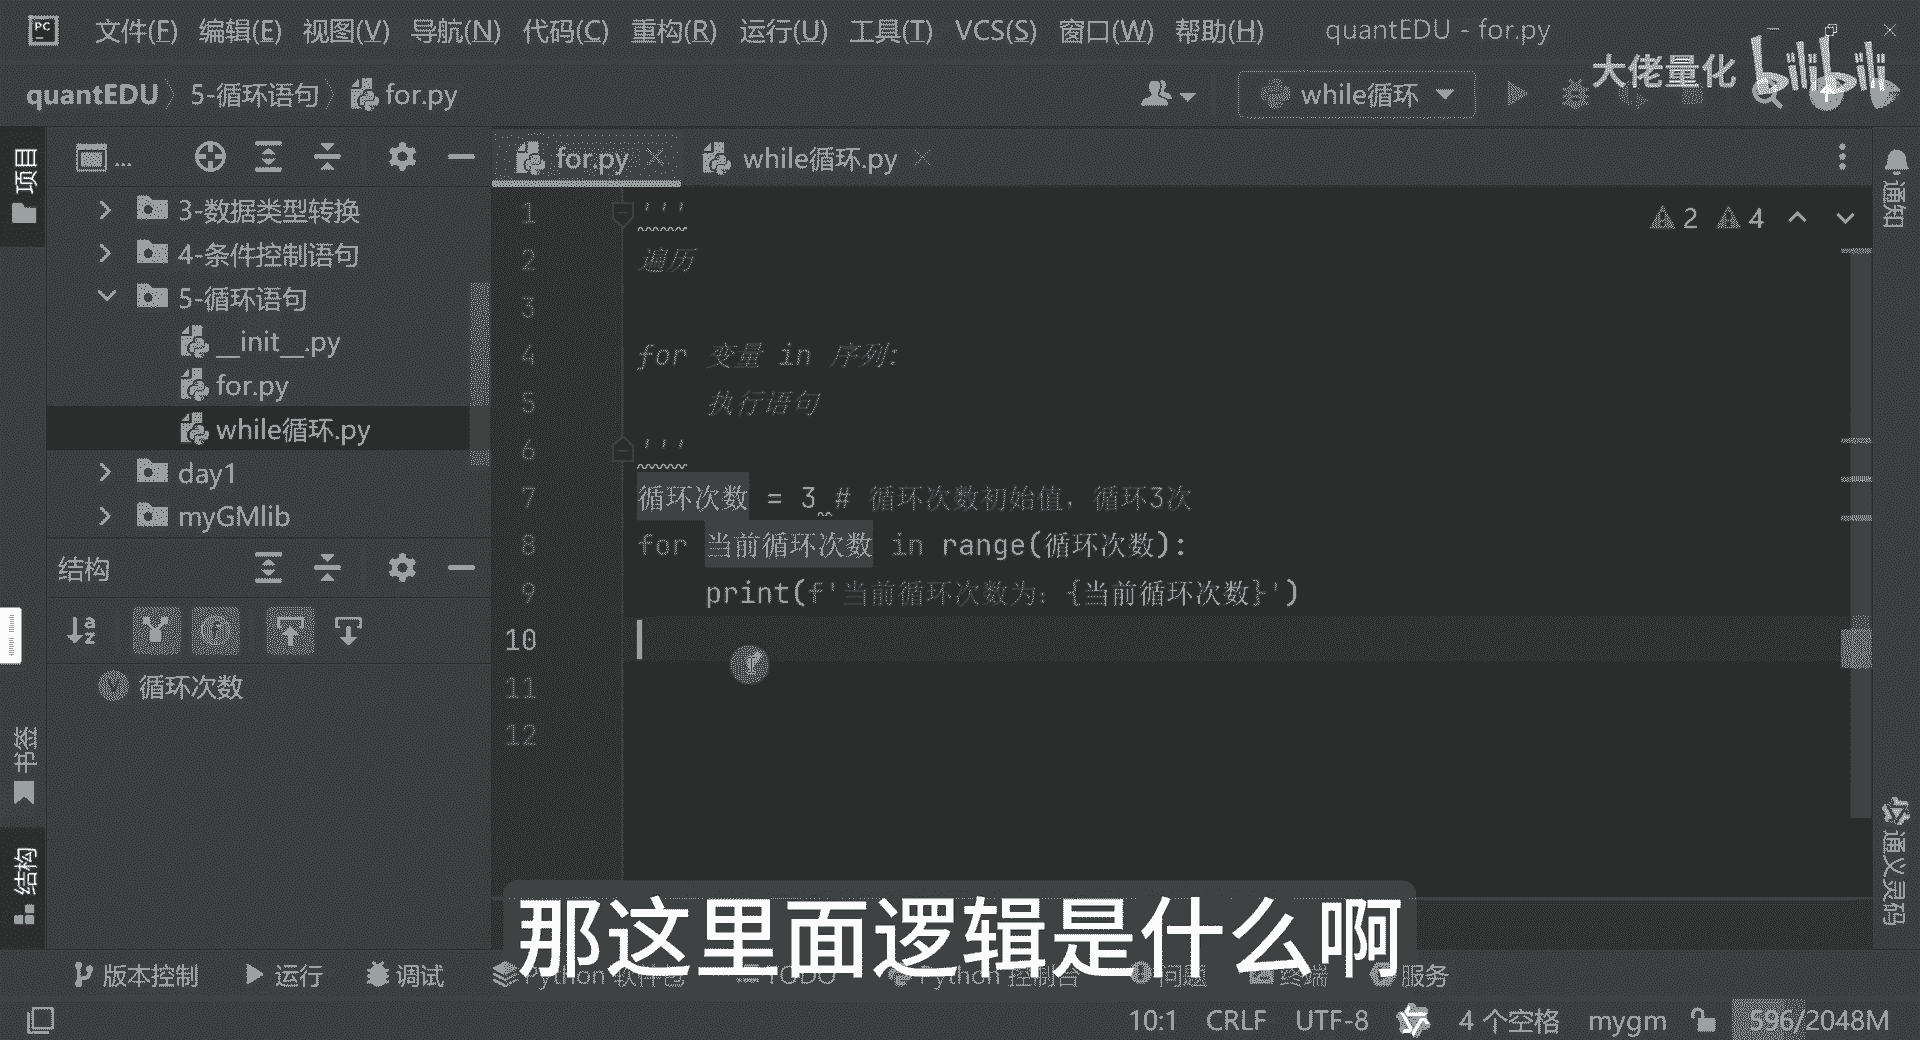 文件(F) 编辑(E) 视图(V) 导航(N) 代码(C) 重构(R) 运行(U) 工具(T) VCS(S) 窗口(W) 帮助(H) quantEDU - for.py
大佬量化 bilibili
quantEDU 5-循环语句 for.py while循环
项目
... for.py while循环.py
通知
3-数据类型转换
4-条件控制语句
5-循环语句
__init__.py
for.py
while循环.py
day1
myGMlib
2 4
1 '''
2 遍历
3
4 for 变量 in 序列:
5 执行语句
6 '''
7 循环次数 = 3 # 循环次数初始值，循环3次
8 for 当前循环次数 in range(循环次数):
9 print(f'当前循环次数为：{当前循环次数}')
10
11
12
结构
循环次数
书签
结构
通义灵码
那这里面逻辑是什么啊
版本控制 运行 调试 Python 软件包 TODO Python 控制台 问题 终端 服务
10:1 CRLF UTF-8 4 个空格 mygm 596/2048M